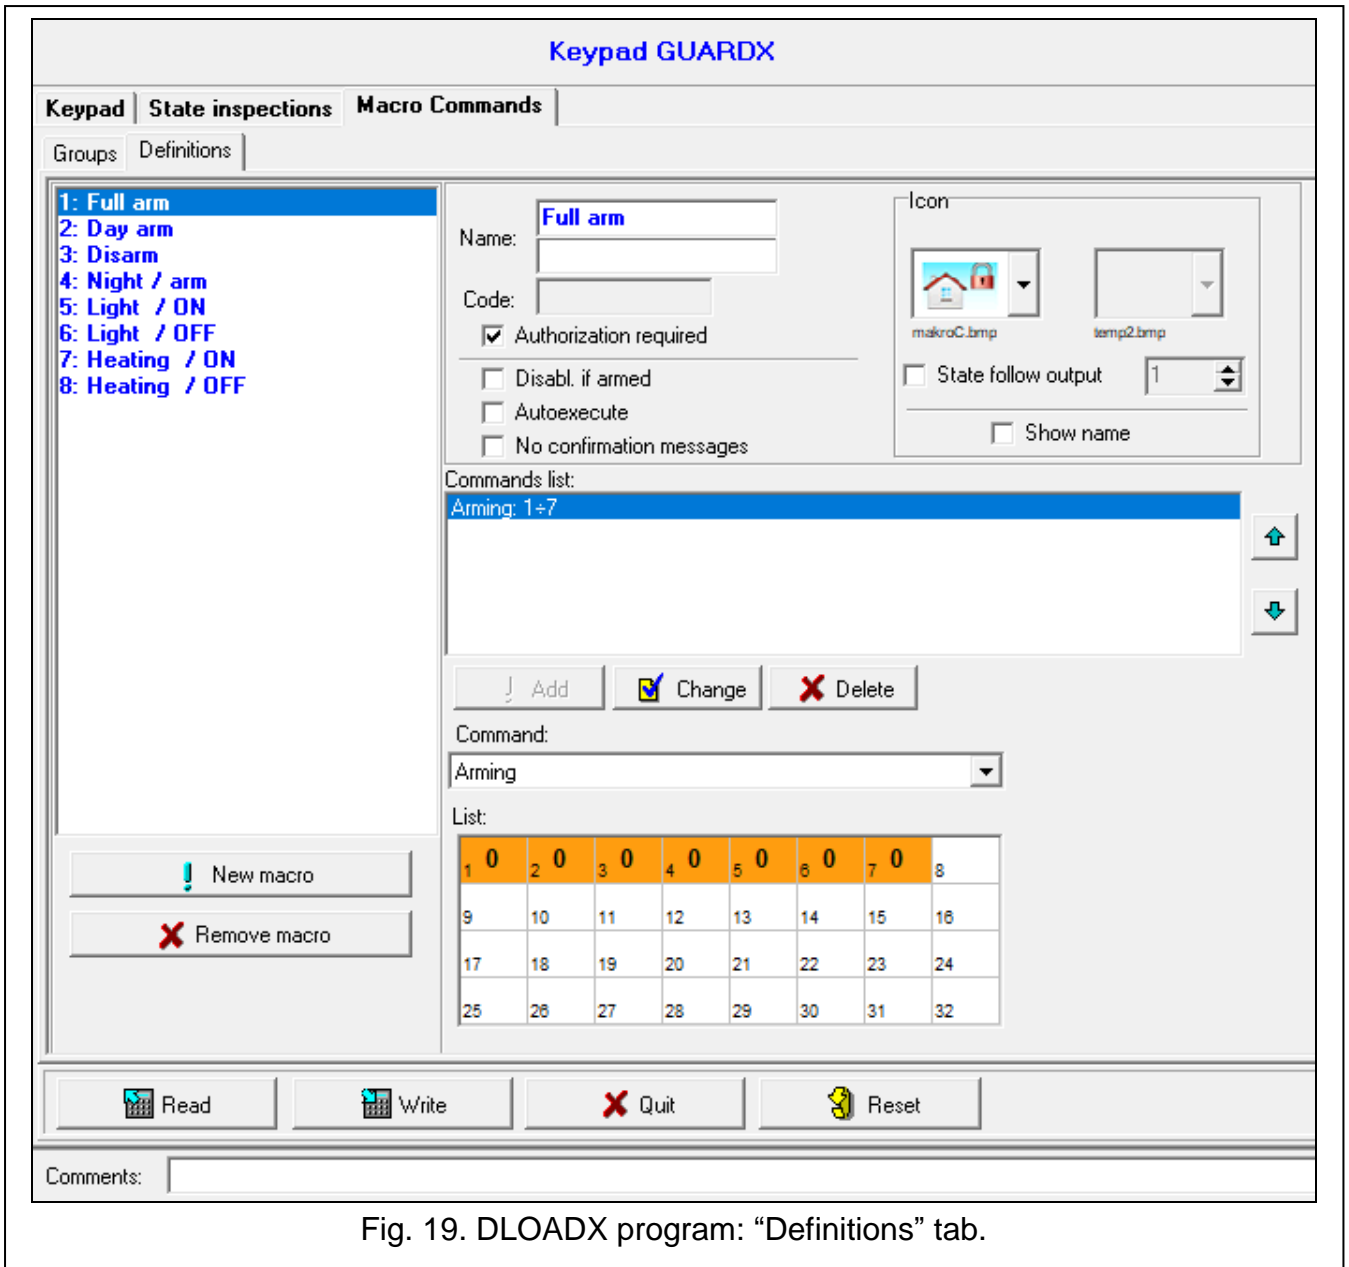 Keypad GUARDX
Keypad State inspections Macro Commands
Groups Definitions
1: Full arm
2: Day arm
3: Disarm
4: Night / arm
5: Light / ON
6: Light / OFF
7: Heating / ON
8: Heating / OFF
New macro
Remove macro
Name: Full arm
Code:
Authorization required
Disabl. if armed
Autoexecute
No confirmation messages
Icon
makroC.bmp temp2.bmp
State follow output 1
Show name
Commands list:
Arming: 1÷7
Add Change Delete
Command:
Arming
List:
1 0 2 0 3 0 4 0 5 0 6 0 7 0 8
9 10 11 12 13 14 15 16
17 18 19 20 21 22 23 24
25 26 27 28 29 30 31 32
Read Write Quit Reset
Comments:
Fig. 19. DLOADX program: “Definitions” tab.